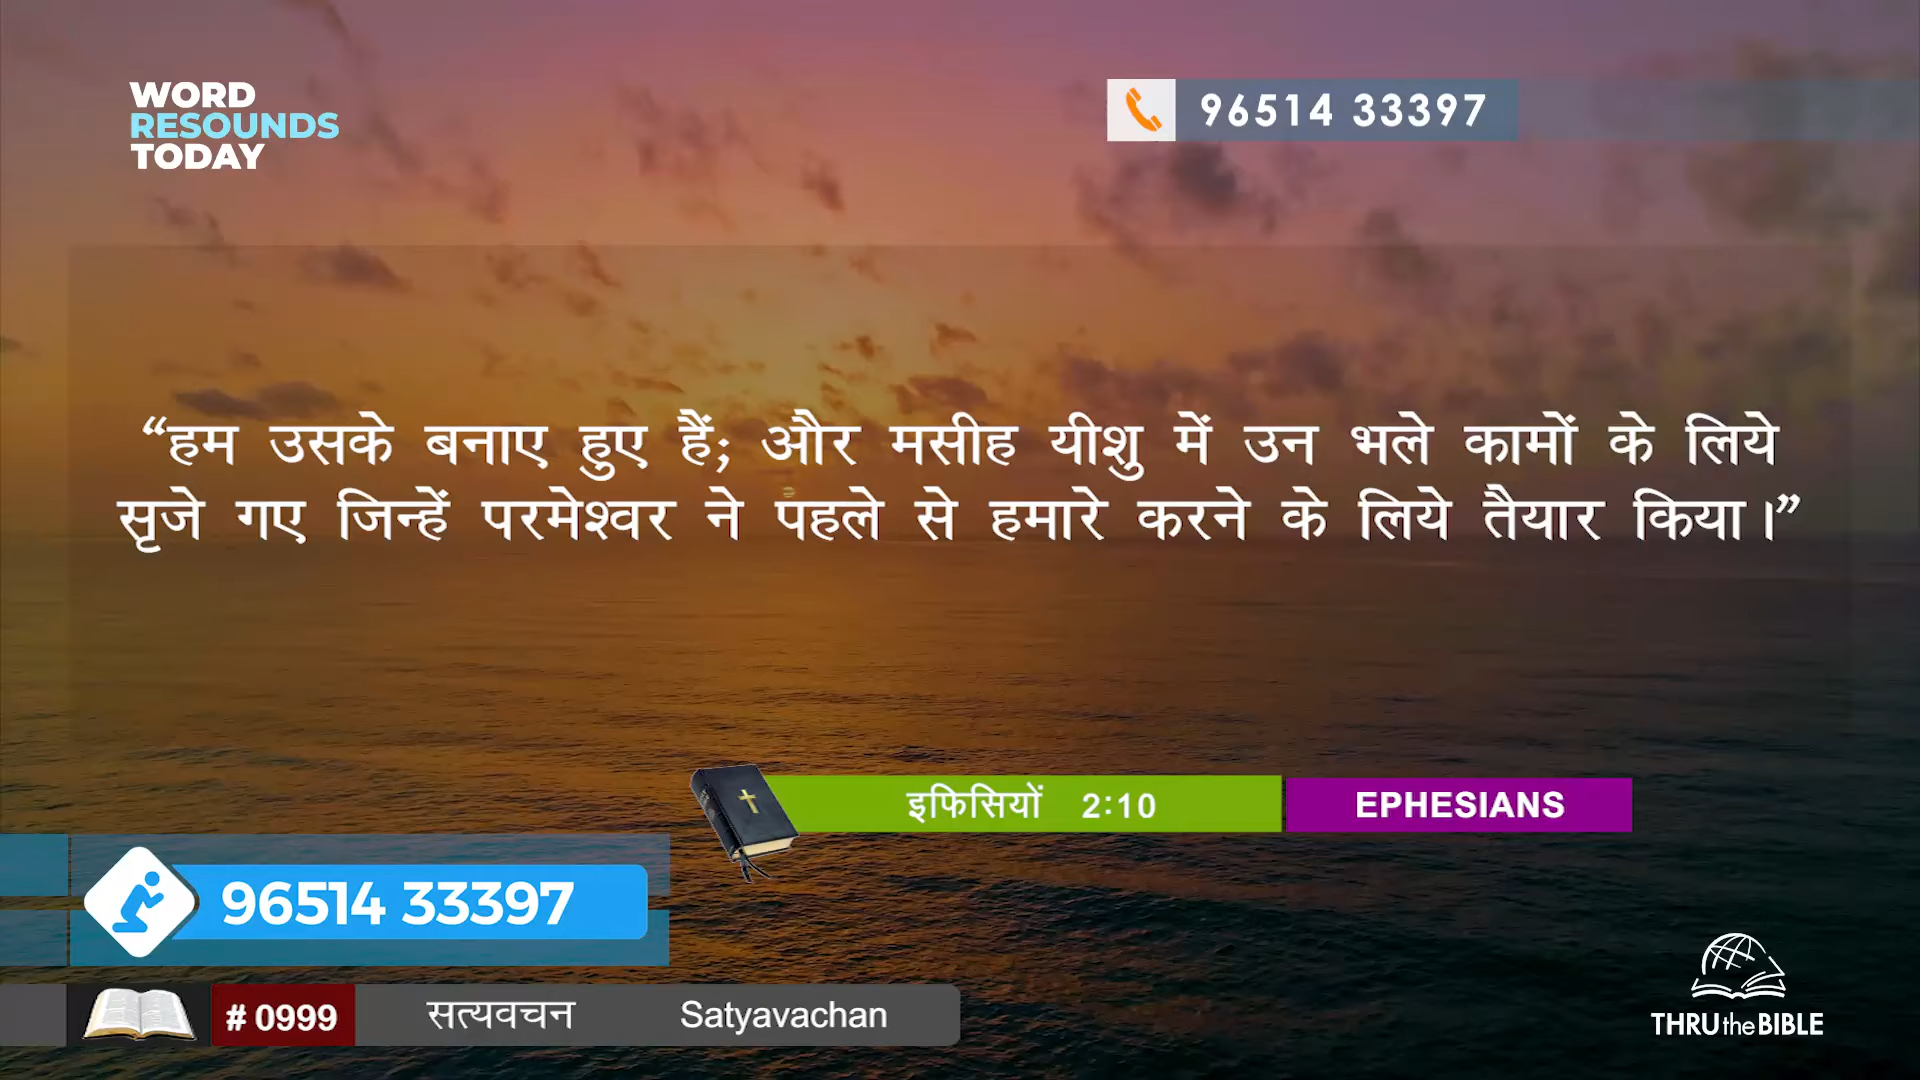 WORD
RESOUNDS
TODAY
96514 33397
“हम उसके बनाए हुए हैं; और मसीह यीशु में उन भले कामों के लिये
सृजे गए जिन्हें परमेश्वर ने पहले से हमारे करने के लिये तैयार किया।”
इफिसियों 2:10 EPHESIANS
96514 33397
# 0999 सत्यवचन Satyavachan
THRU the BIBLE